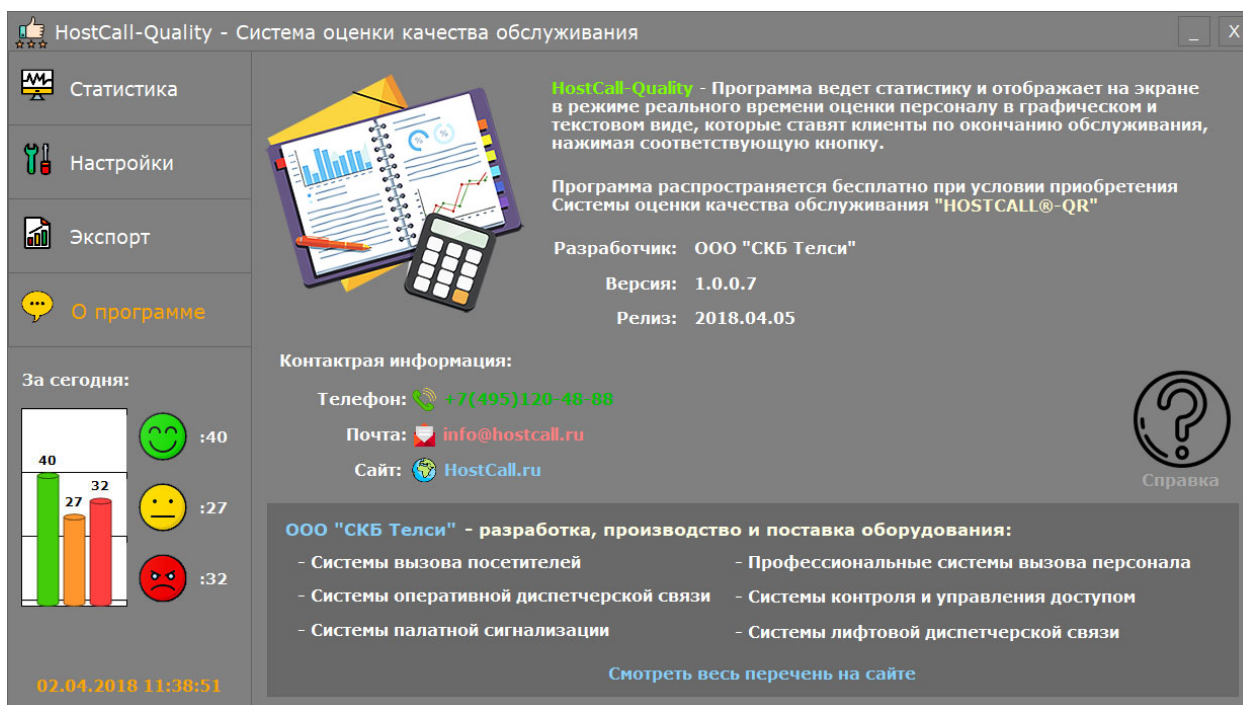 HostCall-Quality - Система оценки качества обслуживания
_ X
Статистика
Настройки
Экспорт
О программе
За сегодня:
40
27
32
:40
:27
:32
02.04.2018 11:38:51
HostCall-Quality - Программа ведет статистику и отображает на экране
в режиме реального времени оценки персоналу в графическом и
текстовом виде, которые ставят клиенты по окончанию обслуживания,
нажимая соответствующую кнопку.
Программа распространяется бесплатно при условии приобретения
Системы оценки качества обслуживания "HOSTCALL®-QR"
Разработчик: ООО "СКБ Телси"
Версия: 1.0.0.7
Релиз: 2018.04.05
Контактрая информация:
Телефон: +7(495)120-48-88
Почта: info@hostcall.ru
Сайт: HostCall.ru
Справка
ООО "СКБ Телси" - разработка, производство и поставка оборудования:
- Системы вызова посетителей
- Системы оперативной диспетчерской связи
- Системы палатной сигнализации
- Профессиональные системы вызова персонала
- Системы контроля и управления доступом
- Системы лифтовой диспетчерской связи
Смотреть весь перечень на сайте